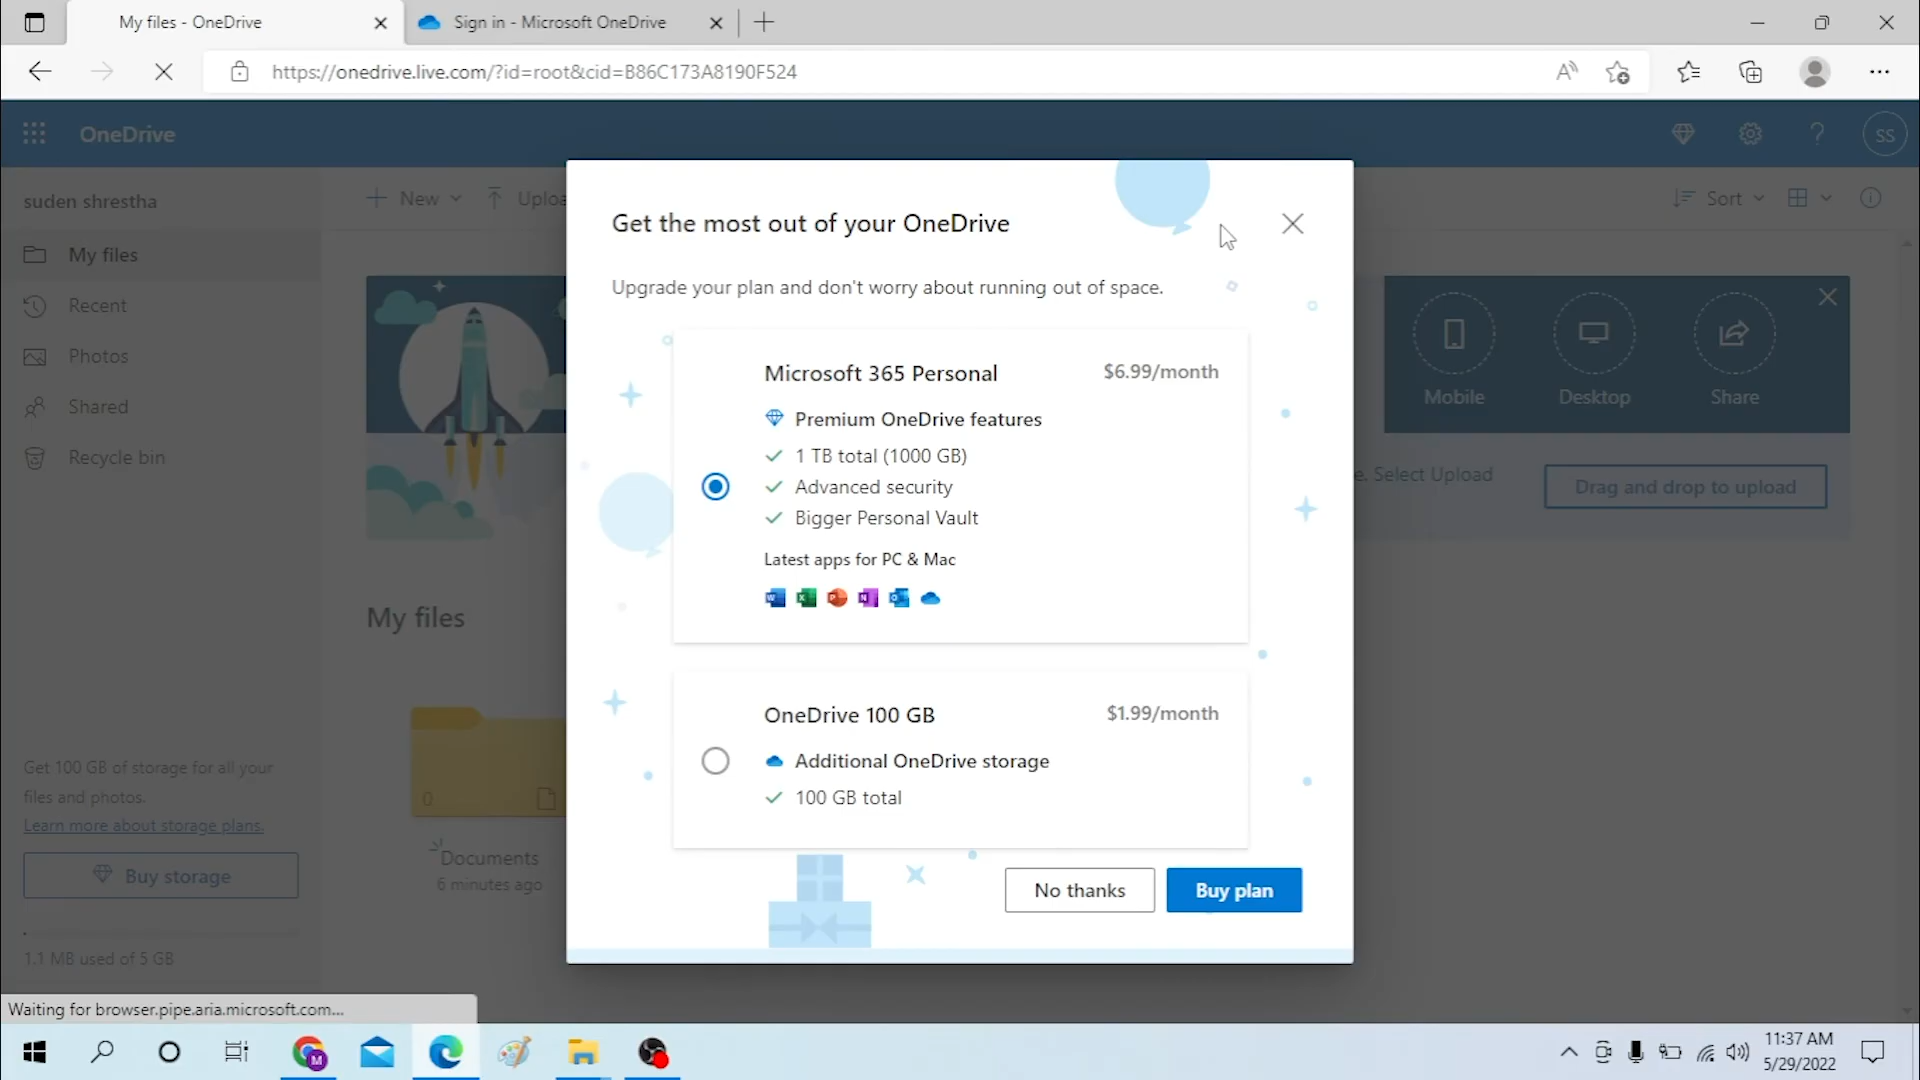 My files - OneDrive
Sign in - Microsoft OneDrive
https://onedrive.live.com/?id=root&cid=B86C173A8190F524
OneDrive
SS
suden shrestha
New
Uploa
Sort
My files
Recent
Photos
Shared
Recycle bin
Get the most out of your OneDrive
Upgrade your plan and don't worry about running out of space.
Microsoft 365 Personal
$6.99/month
Premium OneDrive features
1 TB total (1000 GB)
Advanced security
Bigger Personal Vault
Latest apps for PC & Mac
OneDrive 100 GB
$1.99/month
Additional OneDrive storage
100 GB total
No thanks
Buy plan
Mobile
Desktop
Share
e. Select Upload
Drag and drop to upload
My files
0
Documents
6 minutes ago
Get 100 GB of storage for all your
files and photos.
Learn more about storage plans.
Buy storage
1.1 MB used of 5 GB
Waiting for browser.pipe.aria.microsoft.com...
11:37 AM
5/29/2022